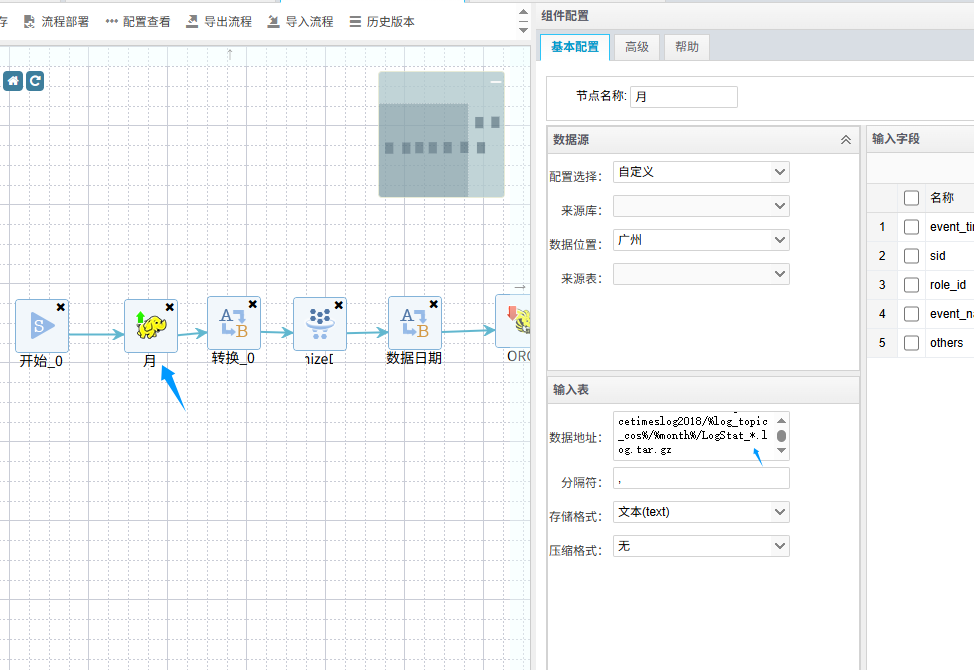 存 流程部署 配置查看 导出流程 导入流程 历史版本
组件配置
基本配置 高级 帮助
节点名称: 月
数据源
配置选择: 自定义
来源库:
数据位置: 广州
来源表:
输入字段
名称
1 event_tin
2 sid
3 role_id
4 event_na
5 others
开始_0
月
转换_0
nize[
数据日期
ORC
输入表
数据地址:
cetimeslog2018/%log_topic
_cos%/%month%/LogStat_*.l
og.tar.gz
分隔符: ,
存储格式: 文本(text)
压缩格式: 无